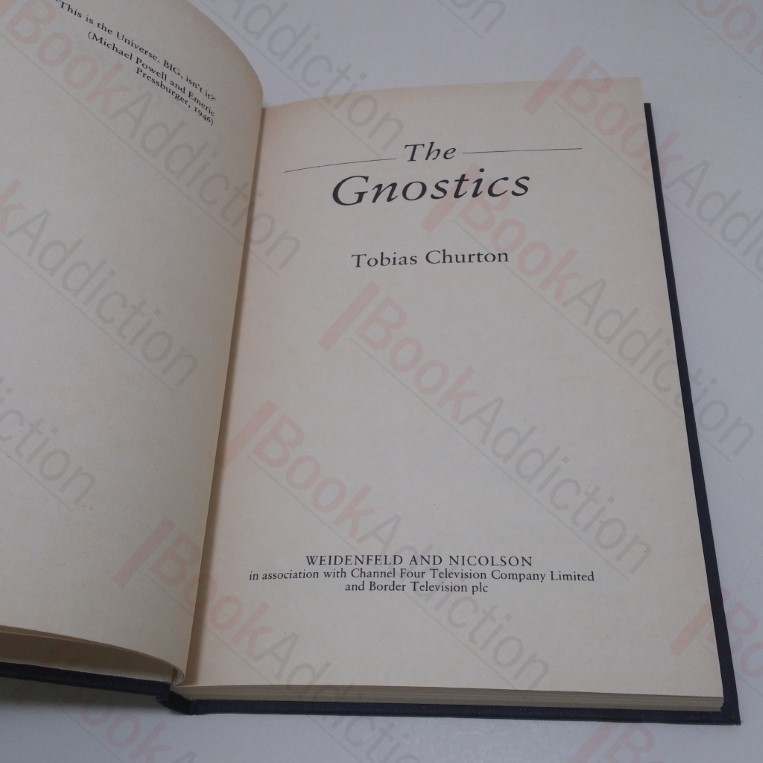 'This is the Universe. BIG, isn't it?'
(Michael Powell and Emeric
Pressburger, 1946)
The
Gnostics
Tobias Churton
WEIDENFELD AND NICOLSON
in association with Channel Four Television Company Limited
and Border Television plc
BookAddiction